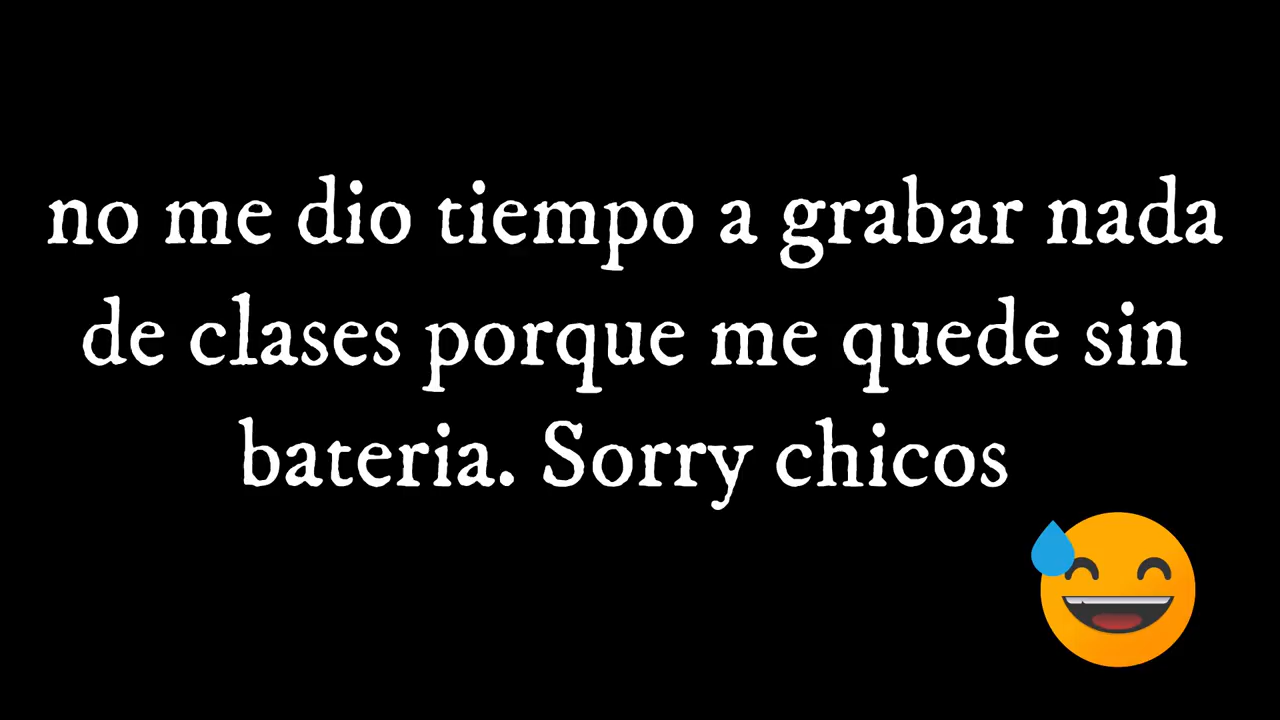 no me dio tiempo a grabar nada
de clases porque me quede sin
bateria. Sorry chicos